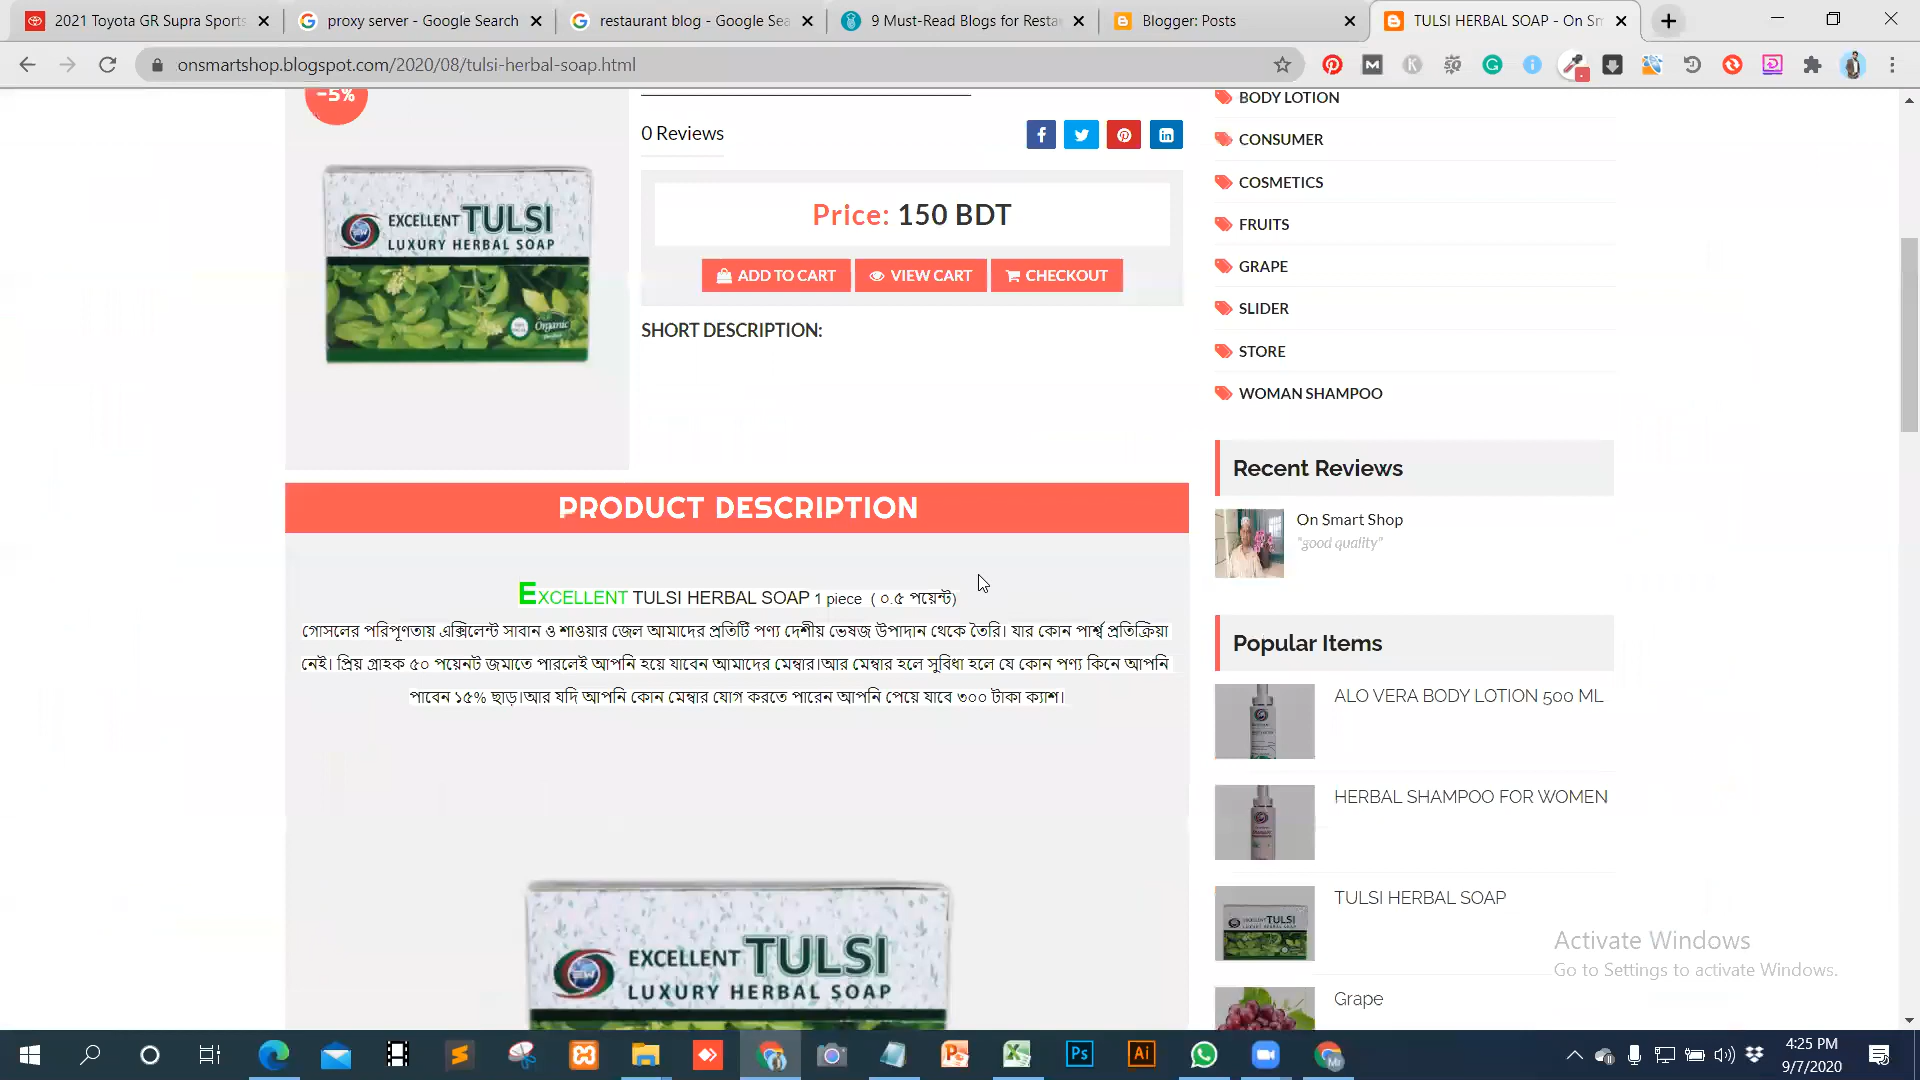 2021 Toyota GR Supra Sports
proxy server - Google Search
restaurant blog - Google Sea
9 Must-Read Blogs for Resta
Blogger: Posts
TULSI HERBAL SOAP - On Sm
onsmartshop.blogspot.com/2020/08/tulsi-herbal-soap.html
-5%
EXCELLENT TULSI
LUXURY HERBAL SOAP
Organic
0 Reviews
Price: 150 BDT
ADD TO CART
VIEW CART
CHECKOUT
SHORT DESCRIPTION:
PRODUCT DESCRIPTION
EXCELLENT TULSI HERBAL SOAP 1 piece ( ০.৫ পয়েন্ট)
গোসলের পরিপূণতায় এক্সিলেন্ট সাবান ও শাওয়ার জেল আমাদের প্রতিটি পণ্য দেশীয় ভেষজ উপাদান থেকে তৈরি। যার কোন পার্শ্ব প্রতিক্রিয়া
নেই। প্রিয় গ্রাহক ৫০ পয়েনট জমাতে পারলেই আপনি হয়ে যাবেন আমাদের মেম্বার।আর মেম্বার হলে সুবিধা হলে যে কোন পণ্য কিনে আপনি
পাবেন ১৫% ছাড়।আর যদি আপনি কোন মেম্বার যোগ করতে পারেন আপনি পেয়ে যাবে ৩০০ টাকা ক্যাশ।
EXCELLENT TULSI
LUXURY HERBAL SOAP
BODY LOTION
CONSUMER
COSMETICS
FRUITS
GRAPE
SLIDER
STORE
WOMAN SHAMPOO
Recent Reviews
On Smart Shop
"good quality"
Popular Items
ALO VERA BODY LOTION 500 ML
HERBAL SHAMPOO FOR WOMEN
EXCELLENT TULSI
LUXURY HERBAL SOAP
TULSI HERBAL SOAP
Grape
Activate Windows
Go to Settings to activate Windows.
4:25 PM
9/7/2020